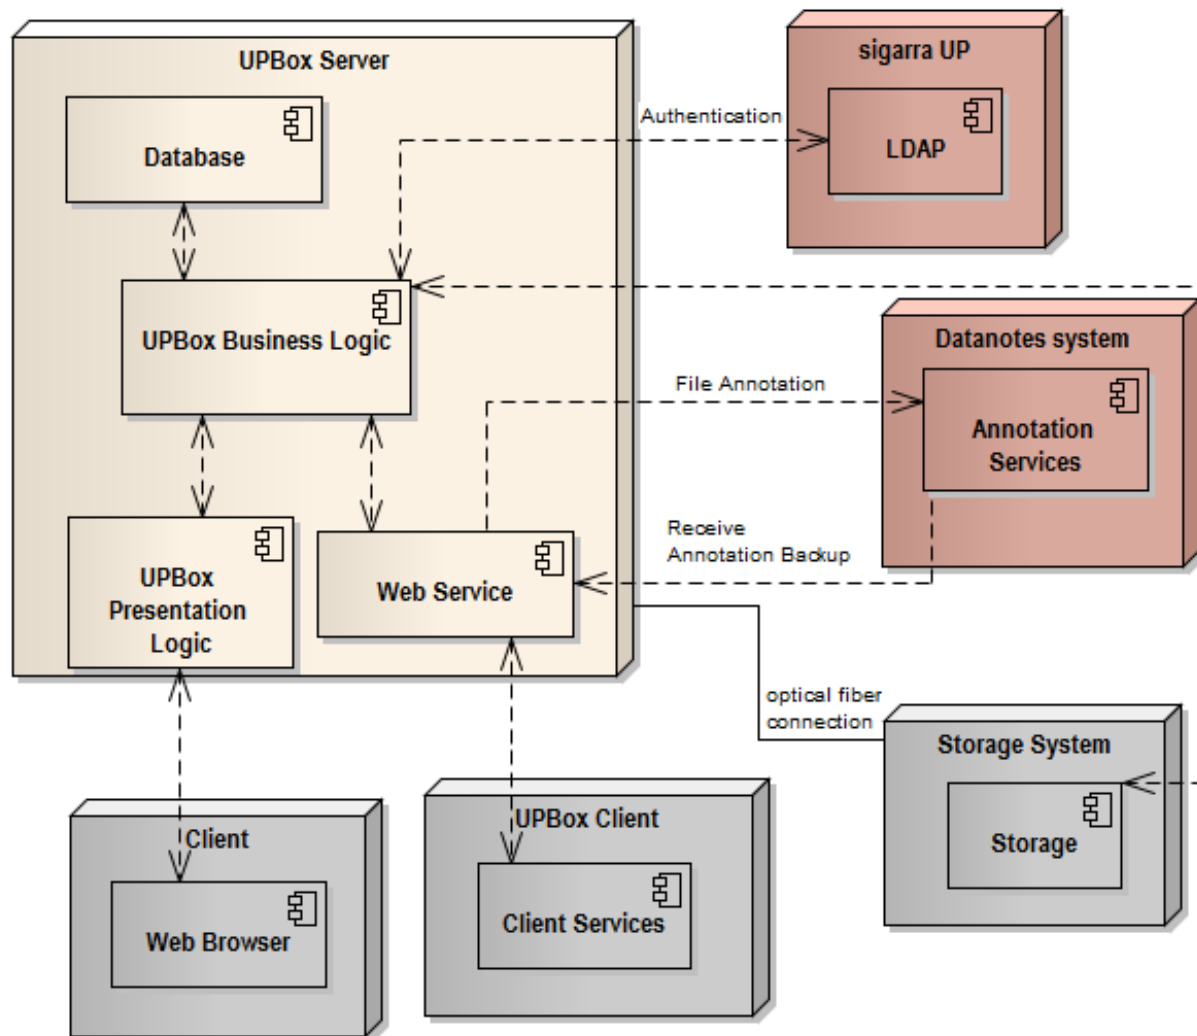 UPBox Server
sigarra UP
Authentication
Database
LDAP
UPBox Business Logic
Datanotes system
File Annotation
Annotation
Services
Receive
Annotation Backup
UPBox
Presentation
Logic
Web Service
optical fiber
connection
Storage System
Client
UPBox Client
Storage
Web Browser
Client Services